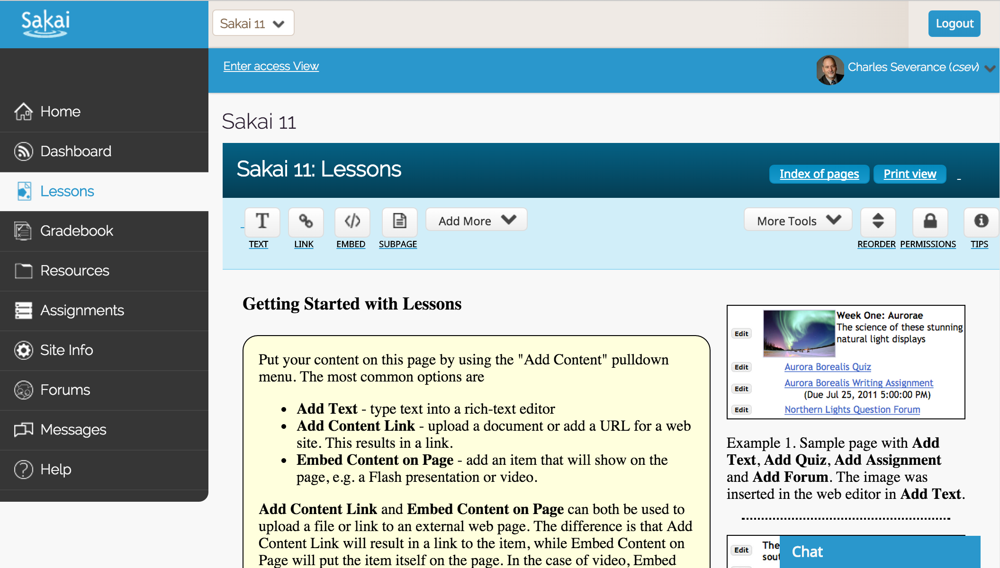 Sakai
Sakai 11
Logout
Enter access View
Charles Severance (csev)
Home
Dashboard
Lessons
Gradebook
Resources
Assignments
Site Info
Forums
Messages
Help
Sakai 11
Sakai 11: Lessons
Index of pages
Print view
T
TEXT
LINK
</>
EMBED
SUBPAGE
Add More
More Tools
REORDER
PERMISSIONS
TIPS
Getting Started with Lessons
Put your content on this page by using the "Add Content" pulldown
menu. The most common options are
• Add Text - type text into a rich-text editor
• Add Content Link - upload a document or add a URL for a web
site. This results in a link.
• Embed Content on Page - add an item that will show on the
page, e.g. a Flash presentation or video.
Add Content Link and Embed Content on Page can both be used to
upload a file or link to an external web page. The difference is that Add
Content Link will result in a link to the item, while Embed Content on
Page will put the item itself on the page. In the case of video, Embed
Edit
Week One: Aurorae
The science of these stunning
natural light displays
Edit
Aurora Borealis Quiz
Edit
Aurora Borealis Writing Assignment
(Due Jul 25, 2011 5:00:00 PM)
Edit
Northern Lights Question Forum
Example 1. Sample page with Add
Text, Add Quiz, Add Assignment
and Add Forum. The image was
inserted in the web editor in Add Text.
Edit
The
Chat